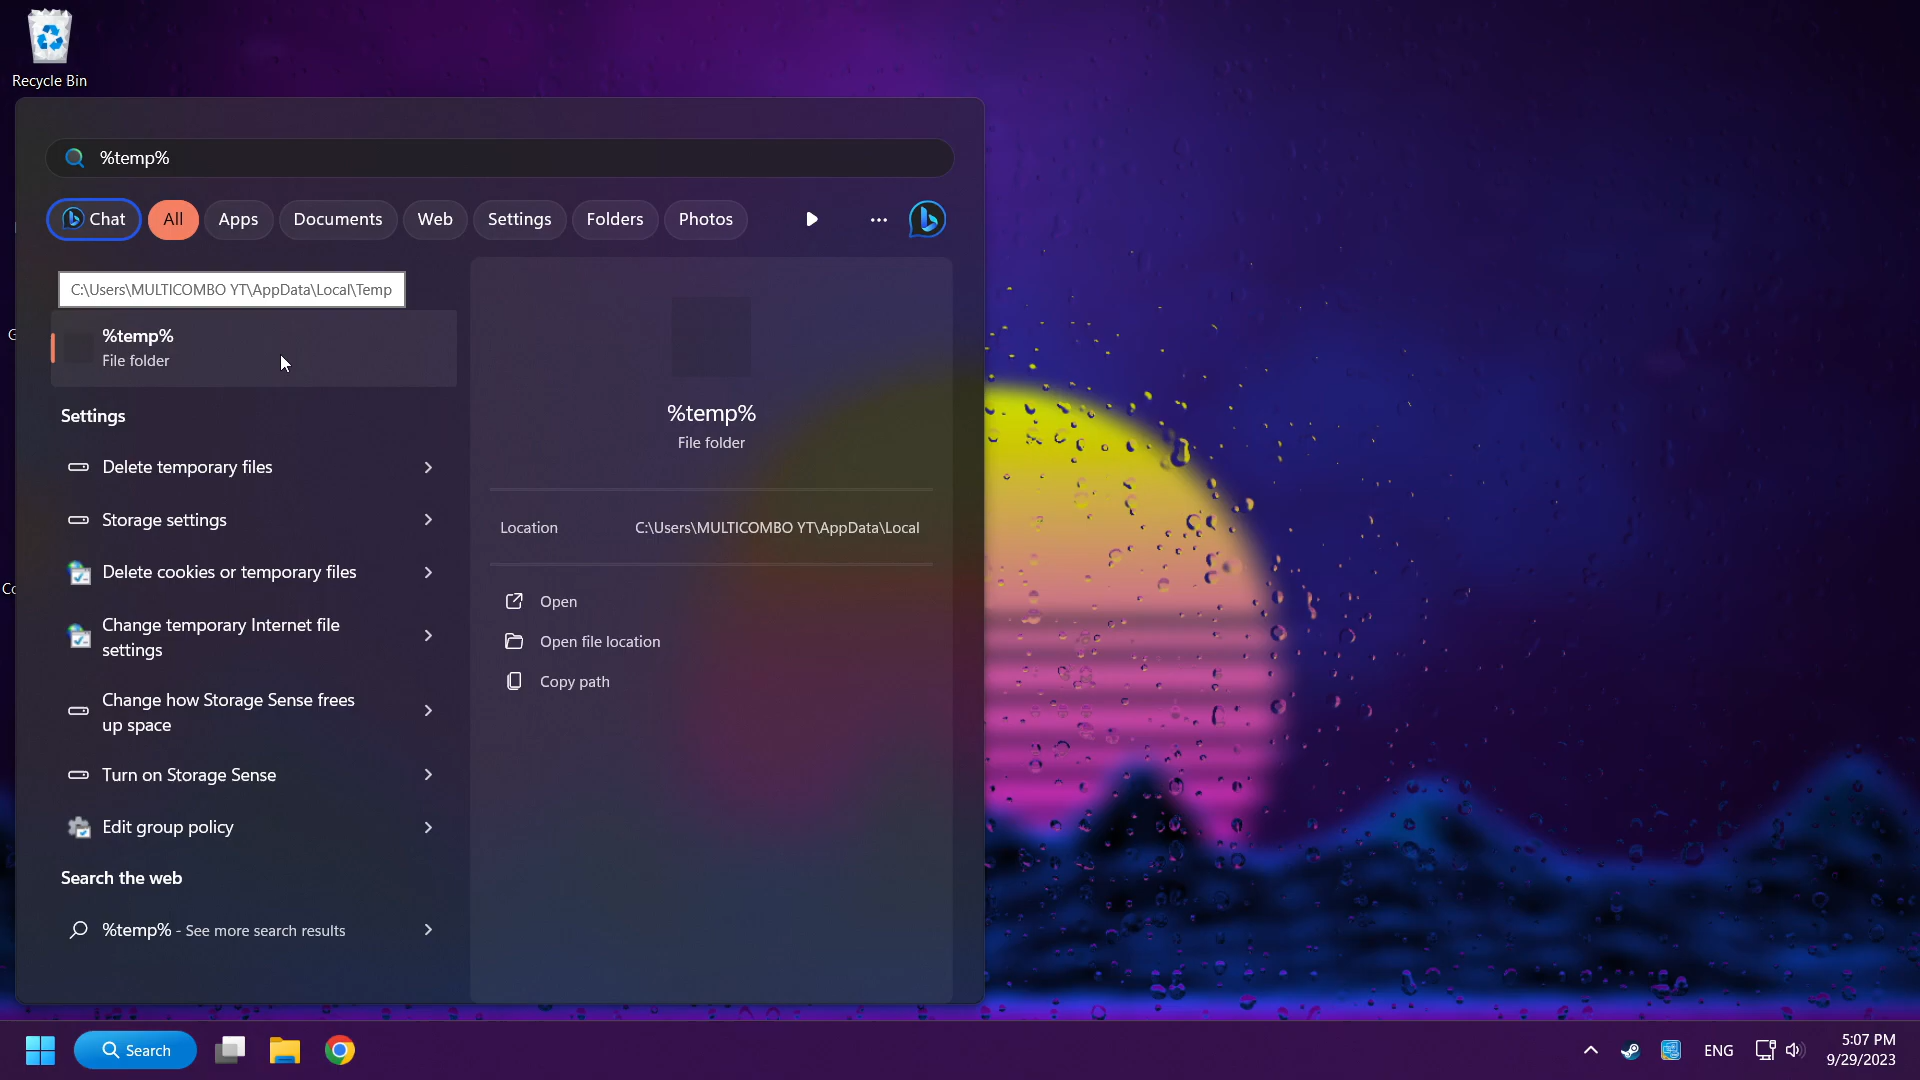 Recycle Bin
%temp%
Chat
All
Apps
Documents
Web
Settings
Folders
Photos
C:\Users\MULTICOMBO YT\AppData\Local\Temp
%temp%
File folder
Settings
Delete temporary files
Storage settings
Delete cookies or temporary files
Change temporary Internet file
settings
Change how Storage Sense frees
up space
Turn on Storage Sense
Edit group policy
Search the web
%temp% - See more search results
%temp%
File folder
Location C:\Users\MULTICOMBO YT\AppData\Local
Open
Open file location
Copy path
Search
ENG
5:07 PM
9/29/2023